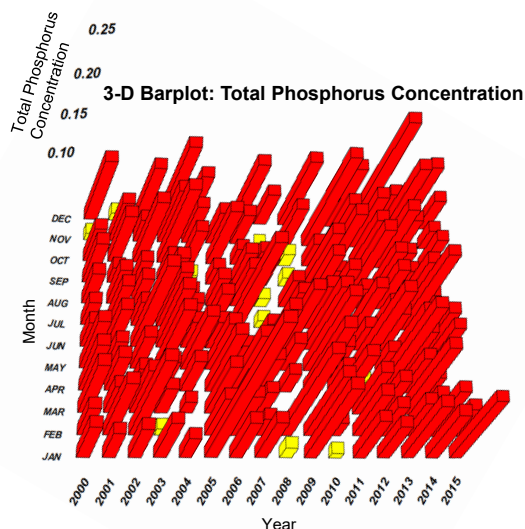 0.25
0.20
Total Phosphorus
Concentration
3-D Barplot: Total Phosphorus Concentration
0.15
0.10
DEC
NOV
OCT
SEP
AUG
JUL
JUN
MAY
APR
MAR
FEB
JAN
Month
2000 2001 2002 2003 2004 2005 2006 2007 2008 2009 2010 2011 2012 2013 2014 2015
Year